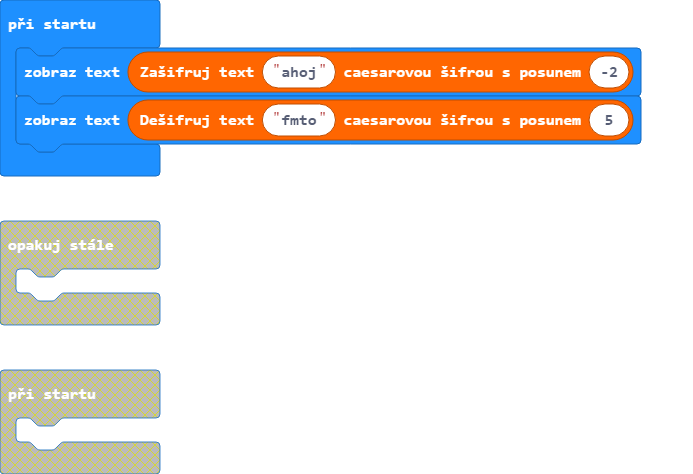 při startu
zobraz text Zašifruj text "ahoj" caesarovou šifrou s posunem -2
zobraz text Dešifruj text "fmto" caesarovou šifrou s posunem 5
opakuj stále
při startu